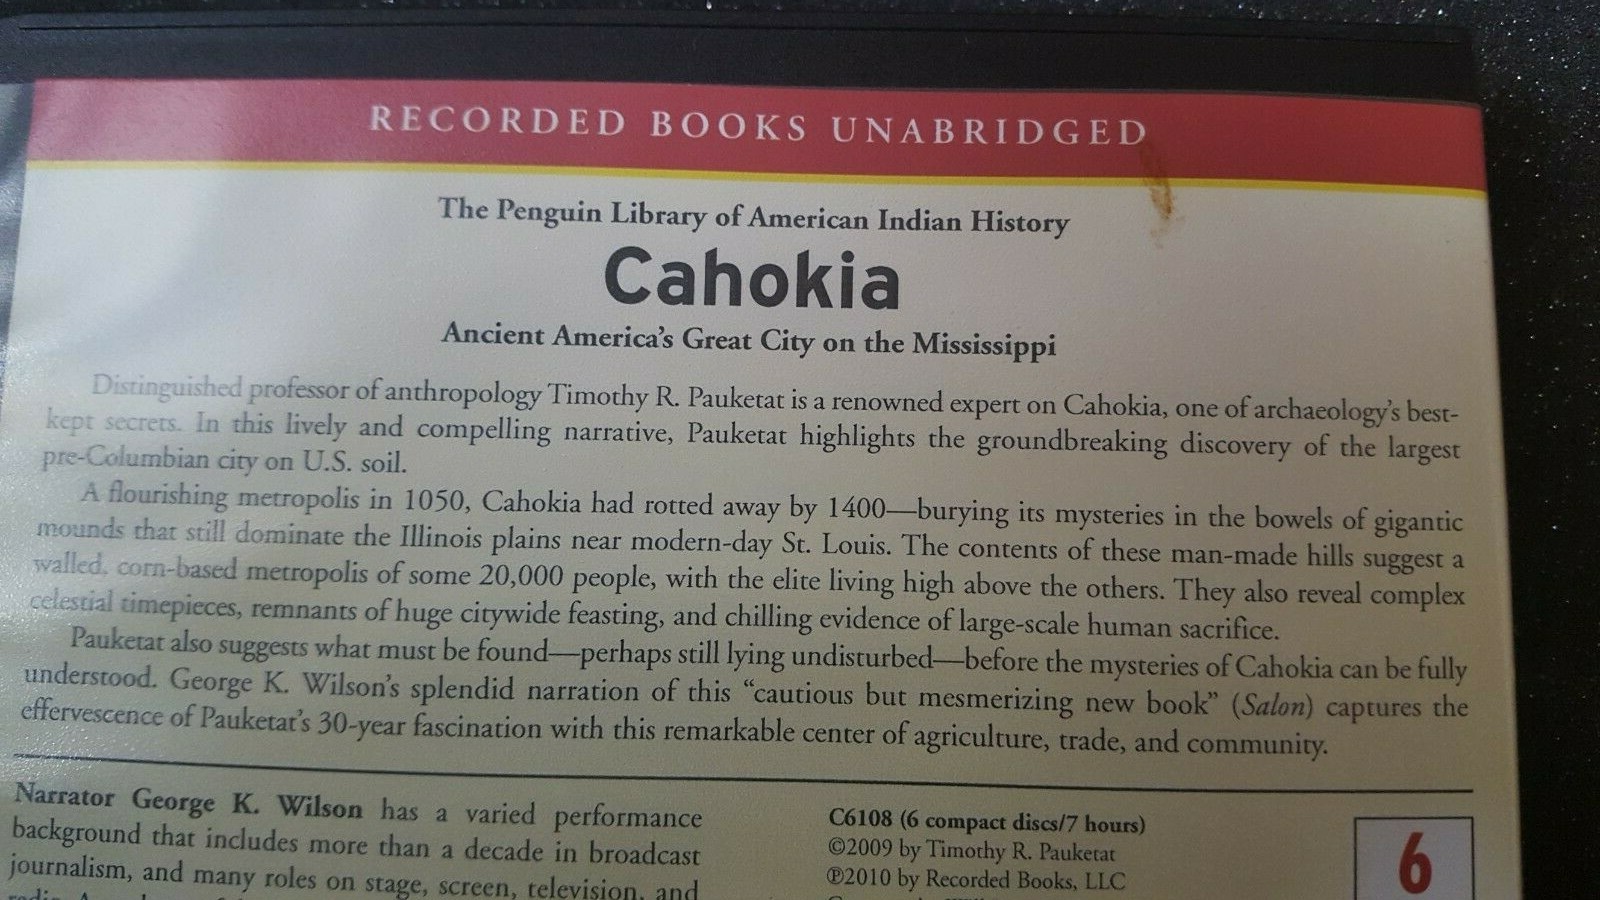 RECORDED BOOKS UNABRIDGED
The Penguin Library of American Indian History
Cahokia
Ancient America's Great City on the Mississippi
Distinguished professor of anthropology Timothy R. Pauketat is a renowned expert on Cahokia, one of archaeology's best-
kept secrets. In this lively and compelling narrative, Pauketat highlights the groundbreaking discovery of the largest
pre-Columbian city on U.S. soil.
A flourishing metropolis in 1050, Cahokia had rotted away by 1400—burying its mysteries in the bowels of gigantic
mounds that still dominate the Illinois plains near modern-day St. Louis. The contents of these man-made hills suggest a
walled, corn-based metropolis of some 20,000 people, with the elite living high above the others. They also reveal complex
celestial timepieces, remnants of huge citywide feasting, and chilling evidence of large-scale human sacrifice.
Pauketat also suggests what must be found—perhaps still lying undisturbed—before the mysteries of Cahokia can be fully
understood. George K. Wilson's splendid narration of this “cautious but mesmerizing new book” (Salon) captures the
effervescence of Pauketat's 30-year fascination with this remarkable center of agriculture, trade, and community.
Narrator George K. Wilson has a varied performance
background that includes more than a decade in broadcast
journalism, and many roles on stage, screen, television, and
C6108 (6 compact discs/7 hours)
©2009 by Timothy R. Pauketat
℗2010 by Recorded Books, LLC
6